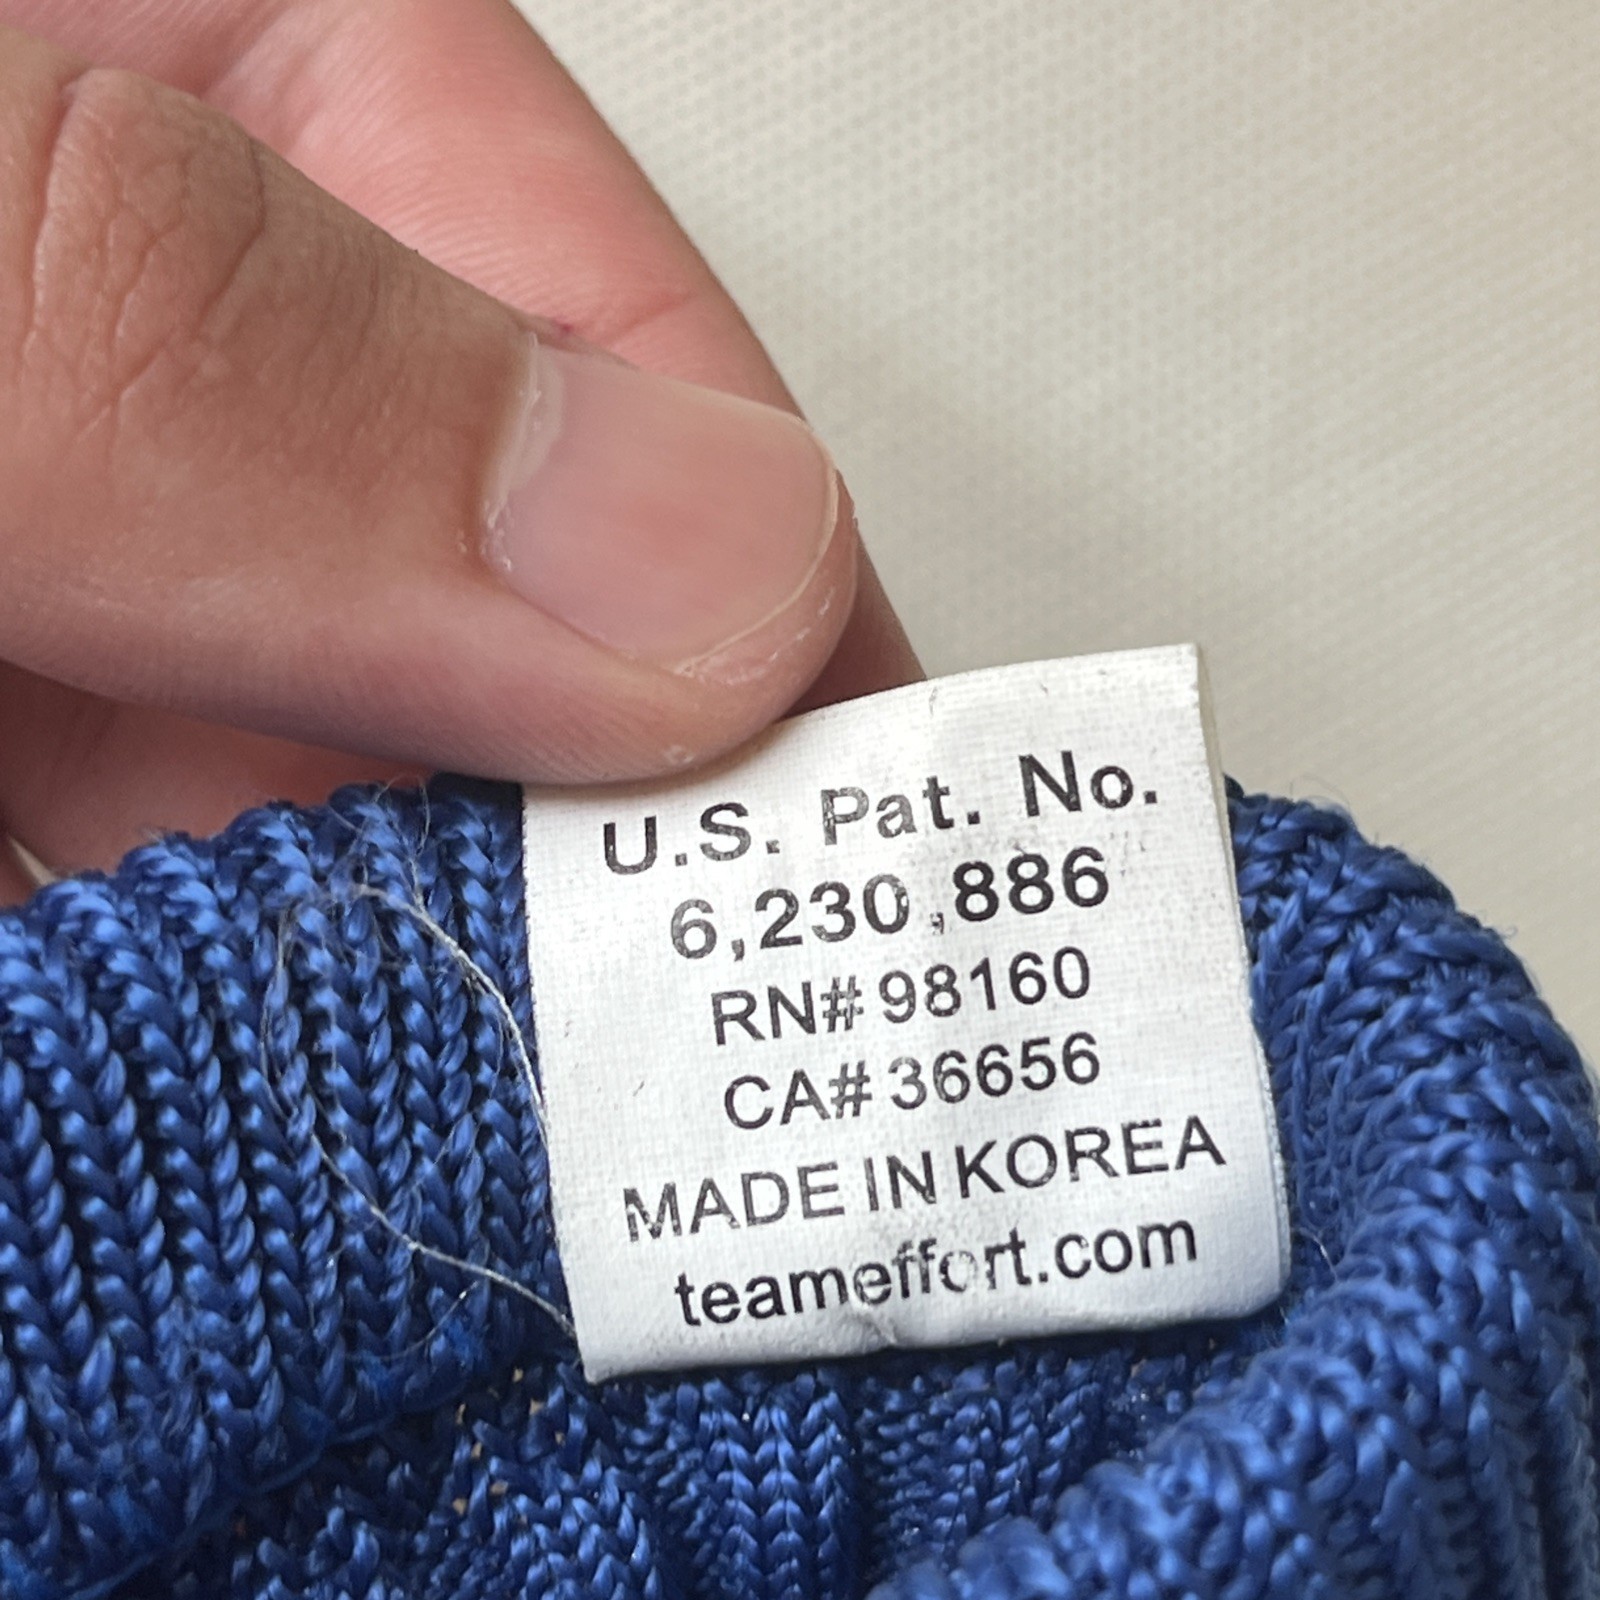 U.S. Pat. No.
6,230,886
RN# 98160
CA# 36656
MADE IN KOREA
teameffort.com